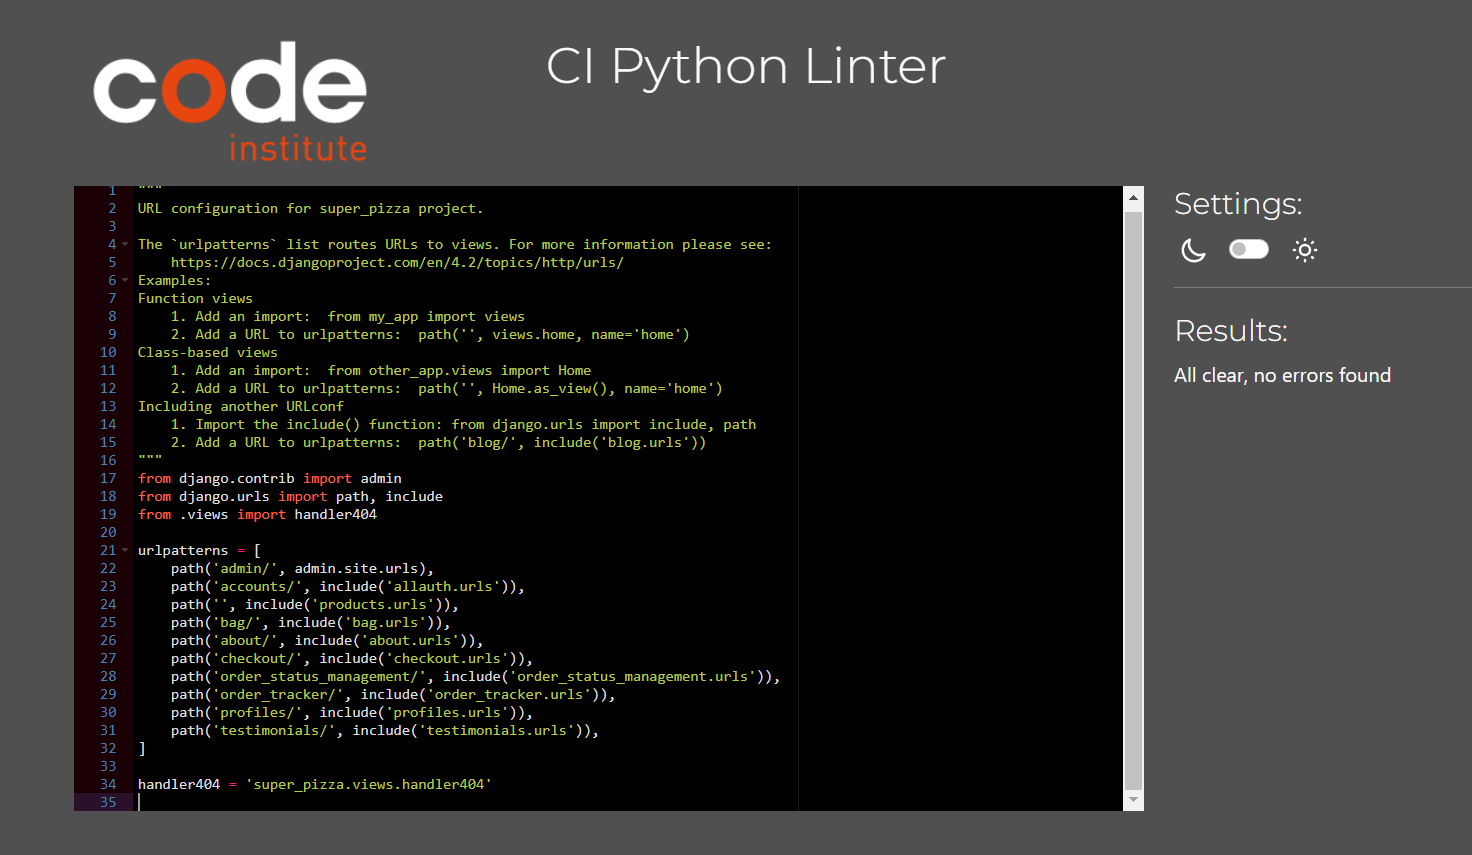 code
institute
CI Python Linter
1 """
2 URL configuration for super_pizza project.
3
4 The `urlpatterns` list routes URLs to views. For more information please see:
5     https://docs.djangoproject.com/en/4.2/topics/http/urls/
6 Examples:
7 Function views
8     1. Add an import:  from my_app import views
9     2. Add a URL to urlpatterns:  path('', views.home, name='home')
10 Class-based views
11     1. Add an import:  from other_app.views import Home
12     2. Add a URL to urlpatterns:  path('', Home.as_view(), name='home')
13 Including another URLconf
14     1. Import the include() function: from django.urls import include, path
15     2. Add a URL to urlpatterns:  path('blog/', include('blog.urls'))
16 """
17 from django.contrib import admin
18 from django.urls import path, include
19 from .views import handler404
20
21 urlpatterns = [
22     path('admin/', admin.site.urls),
23     path('accounts/', include('allauth.urls')),
24     path('', include('products.urls')),
25     path('bag/', include('bag.urls')),
26     path('about/', include('about.urls')),
27     path('checkout/', include('checkout.urls')),
28     path('order_status_management/', include('order_status_management.urls')),
29     path('order_tracker/', include('order_tracker.urls')),
30     path('profiles/', include('profiles.urls')),
31     path('testimonials/', include('testimonials.urls')),
32 ]
33
34 handler404 = 'super_pizza.views.handler404'
35
Settings:
Results:
All clear, no errors found